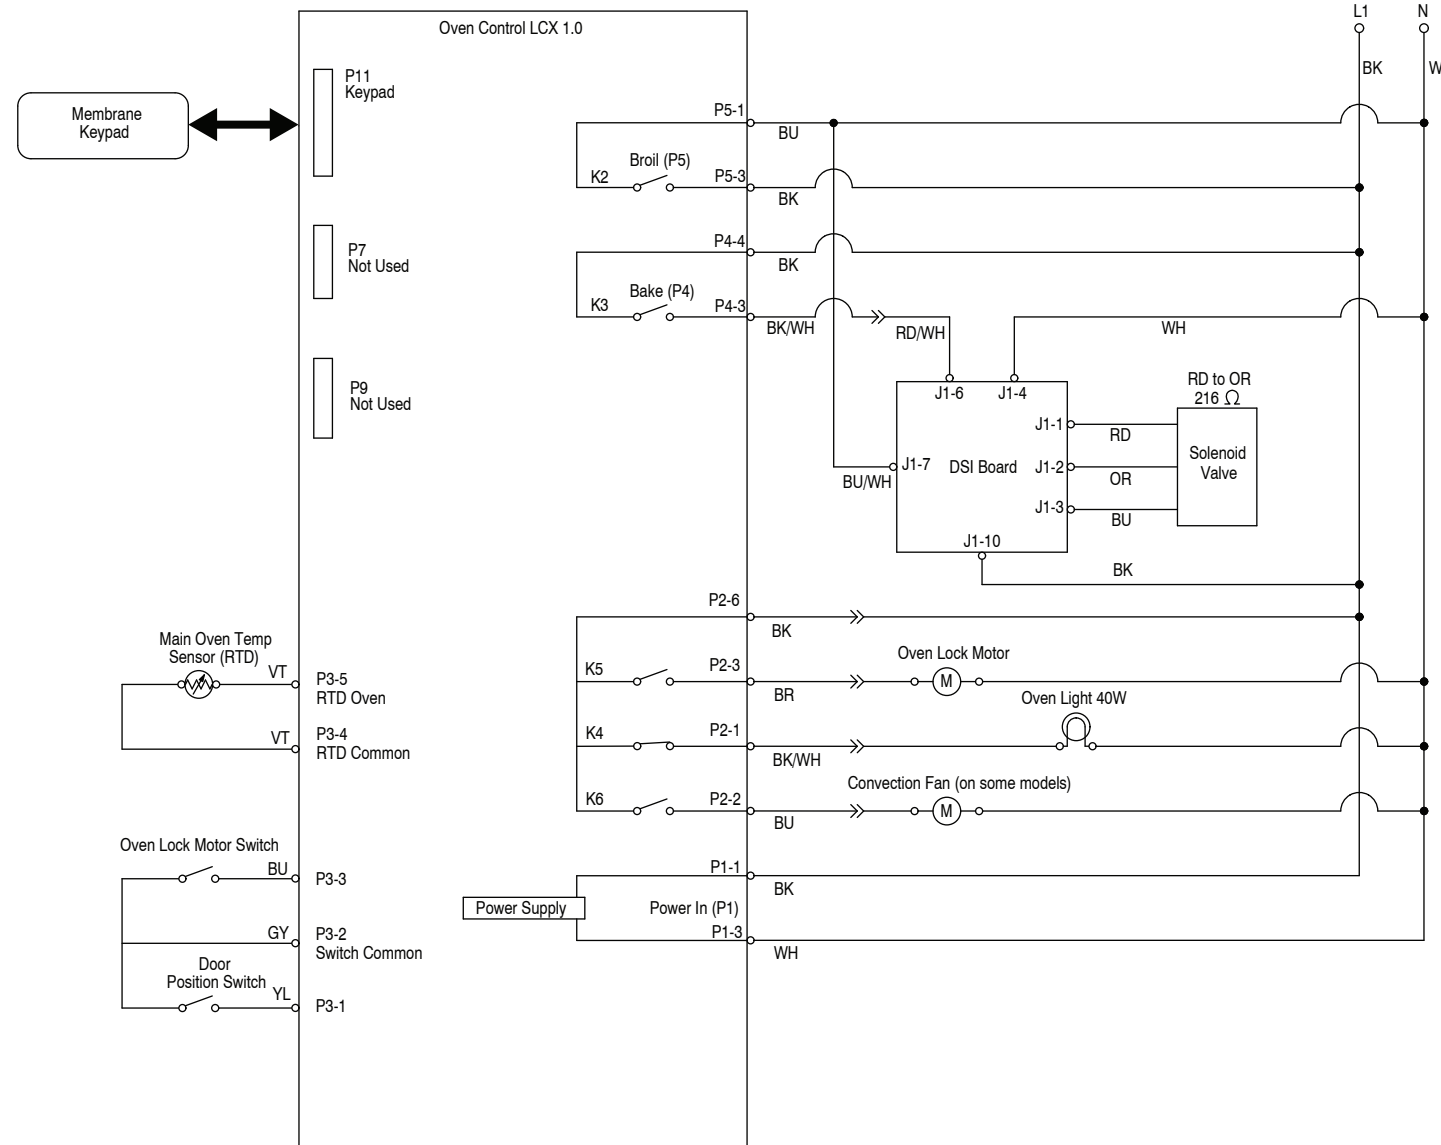 Oven Control LCX 1.0
L1
N
BK
W
P11
Keypad
Membrane
Keypad
P5-1
BU
Broil (P5)
K2
P5-3
BK
P7
Not Used
P4-4
BK
Bake (P4)
K3
P4-3
BK/WH
RD/WH
WH
P9
Not Used
J1-6
J1-4
RD to OR
216 Ω
J1-1
RD
Solenoid
Valve
J1-7
BU/WH
DSI Board
J1-2
OR
J1-3
BU
J1-10
BK
P2-6
BK
Main Oven Temp
Sensor (RTD)
VT
P3-5
RTD Oven
K5
P2-3
BR
Oven Lock Motor
M
Oven Light 40W
VT
P3-4
RTD Common
K4
P2-1
BK/WH
Convection Fan (on some models)
K6
P2-2
BU
M
Oven Lock Motor Switch
BU
P3-3
P1-1
BK
Power Supply
Power In (P1)
GY
P3-2
Switch Common
P1-3
WH
Door
Position Switch
YL
P3-1